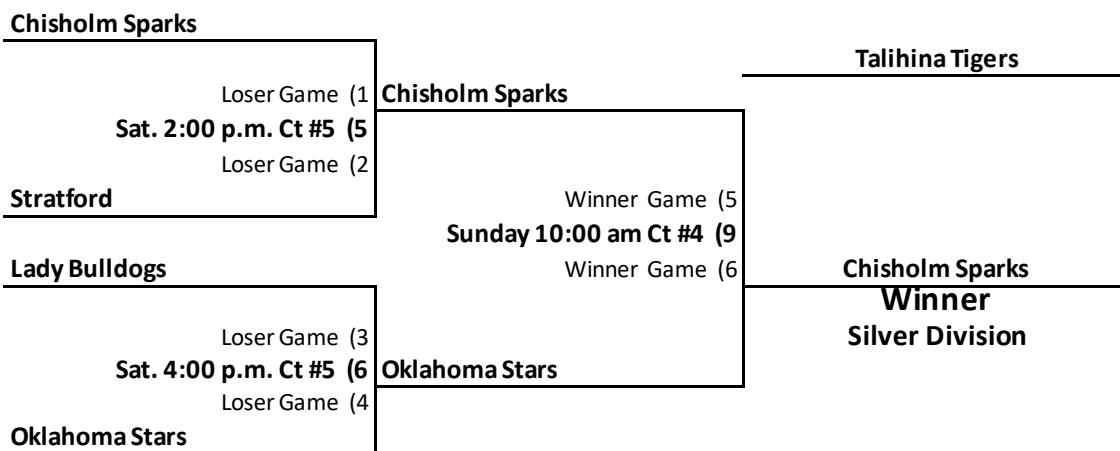 Chisholm Sparks
Talihina Tigers
Loser Game (1 Chisholm Sparks
Sat. 2:00 p.m. Ct #5 (5
Loser Game (2
Stratford
Winner Game (5
Sunday 10:00 am Ct #4 (9
Lady Bulldogs
Winner Game (6
Chisholm Sparks
Winner
Silver Division
Loser Game (3
Sat. 4:00 p.m. Ct #5 (6 Oklahoma Stars
Loser Game (4
Oklahoma Stars